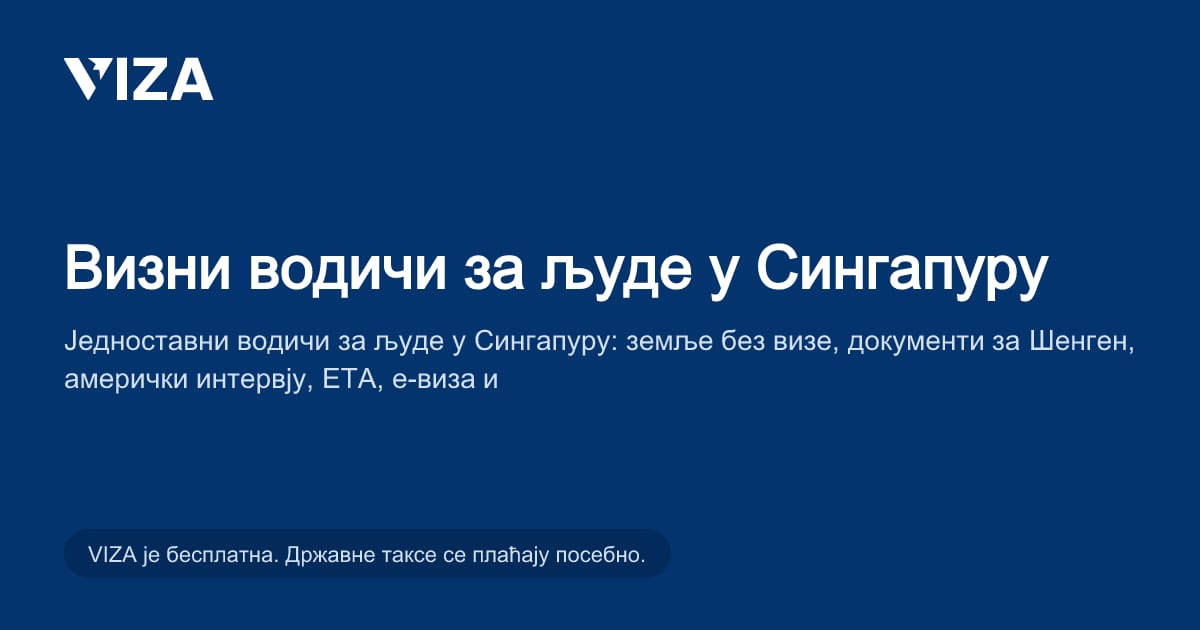 VIZA
Визни водичи за људе у Сингапуру
Једноставни водичи за људе у Сингапуру: земље без визе, документи за Шенген,
амерички интервју, ЕТА, е-виза и
VIZA је бесплатна. Државне таксе се плаћају посебно.